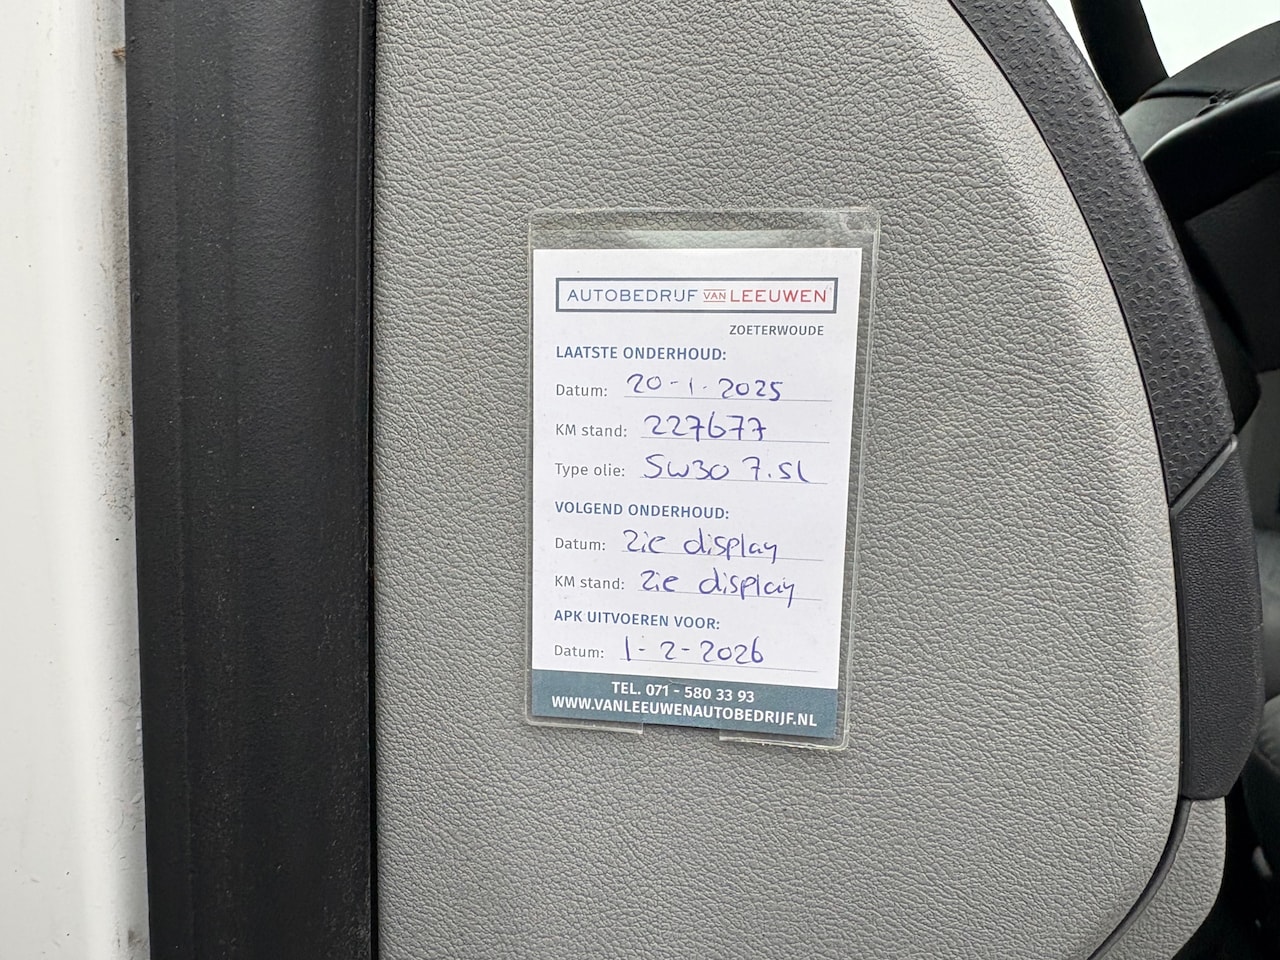 AUTOBEDRIJF VAN LEEUWEN
ZOETERWOUDE
LAATSTE ONDERHOUD:
Datum: 20-1-2025
KM stand: 227677
Type olie: 5W30 7.5L
VOLGEND ONDERHOUD:
Datum: zie display
KM stand: zie display
APK UITVOEREN VOOR:
Datum: 1-2-2026
TEL. 071 - 580 33 93
WWW.VANLEEUWENAUTOBEDRIJF.NL